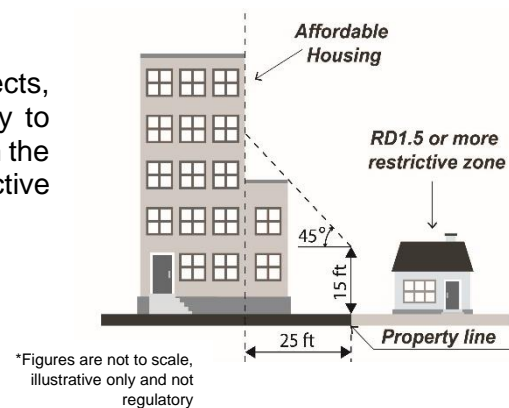 ects,
y to
the
ctive
Affordable
Housing
RD1.5 or more
restrictive zone
45°
15 ft
25 ft
Property line
*Figures are not to scale,
illustrative only and not
regulatory